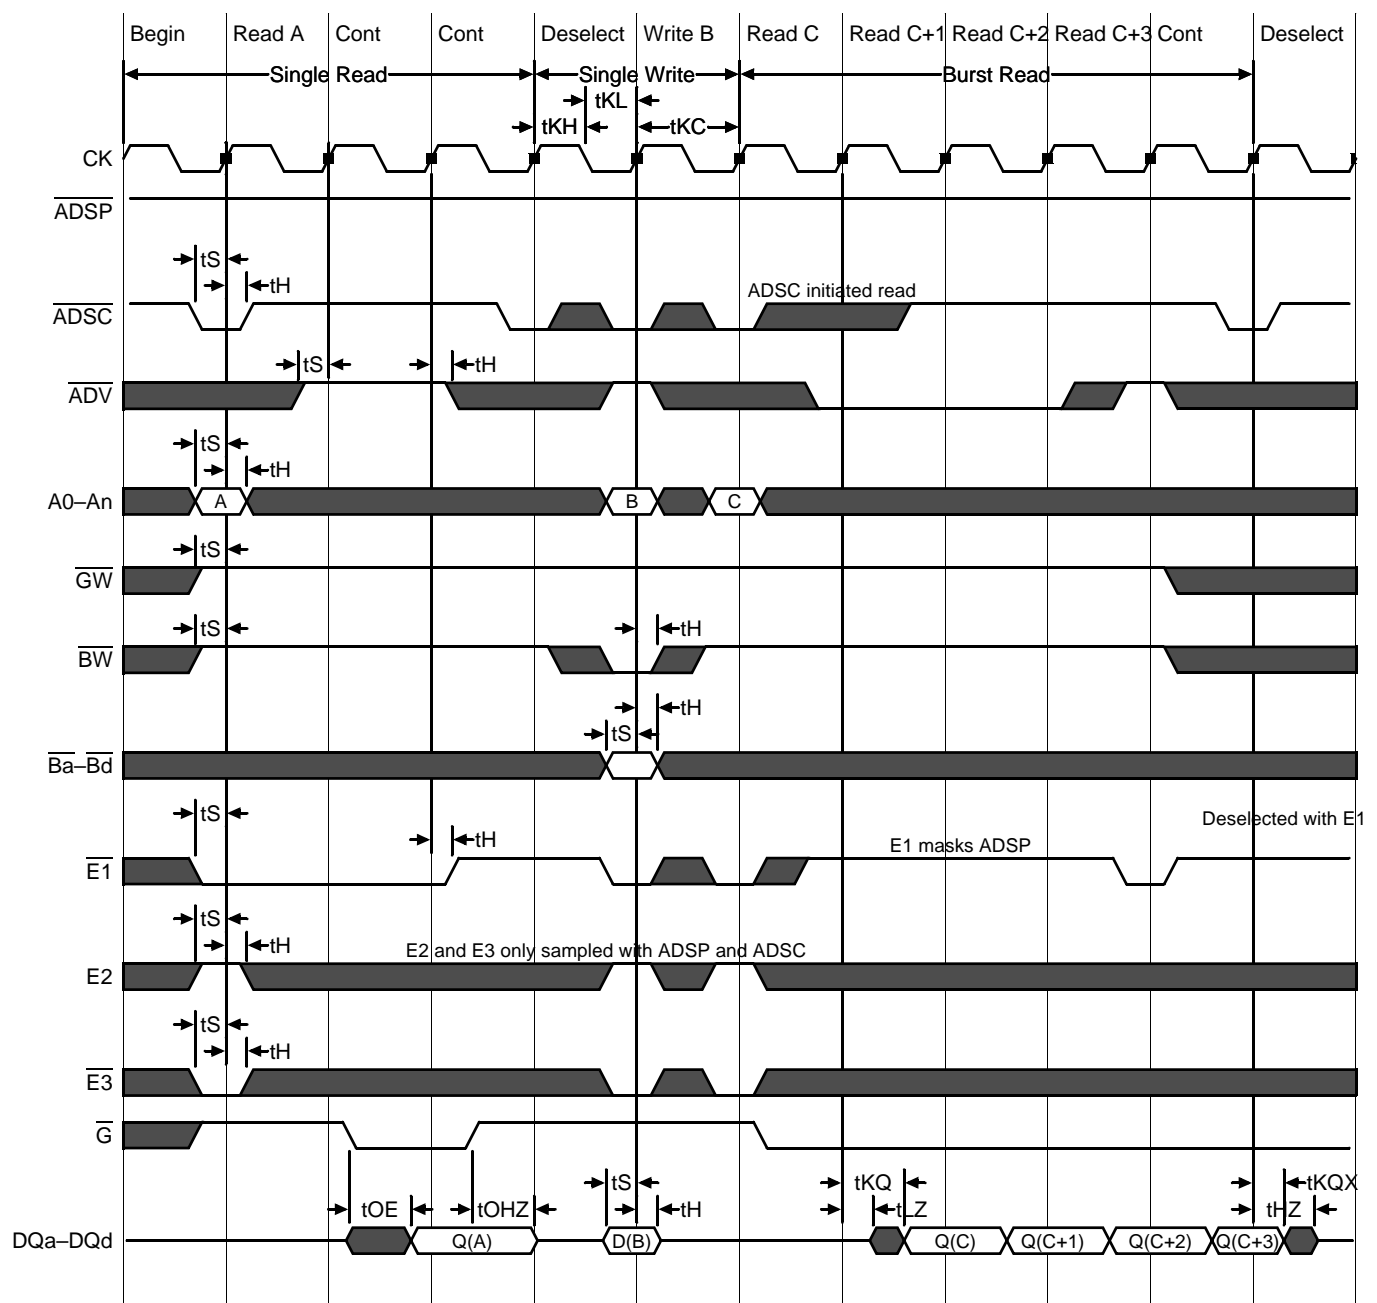 Begin Read A Cont Cont Deselect Write B Read C Read C+1 Read C+2 Read C+3 Cont Deselect
Single Read Single Write Burst Read
tKL
tKH tKC
CK
ADSP
tS
tH
ADSC initiated read
ADSC
tS tH
ADV
tS
tH
A0–An A B C
tS
GW
tS tH
BW
tH
tS
Ba–Bd
tS Deselected with E1
tH E1 masks ADSP
E1
tS
tH E2 and E3 only sampled with ADSP and ADSC
E2
tS
tH
E3
G
tS tKQ tKQX
tOE tOHZ tH tLZ tHZ
DQa–DQd Q(A) D(B) Q(C) Q(C+1) Q(C+2) Q(C+3)